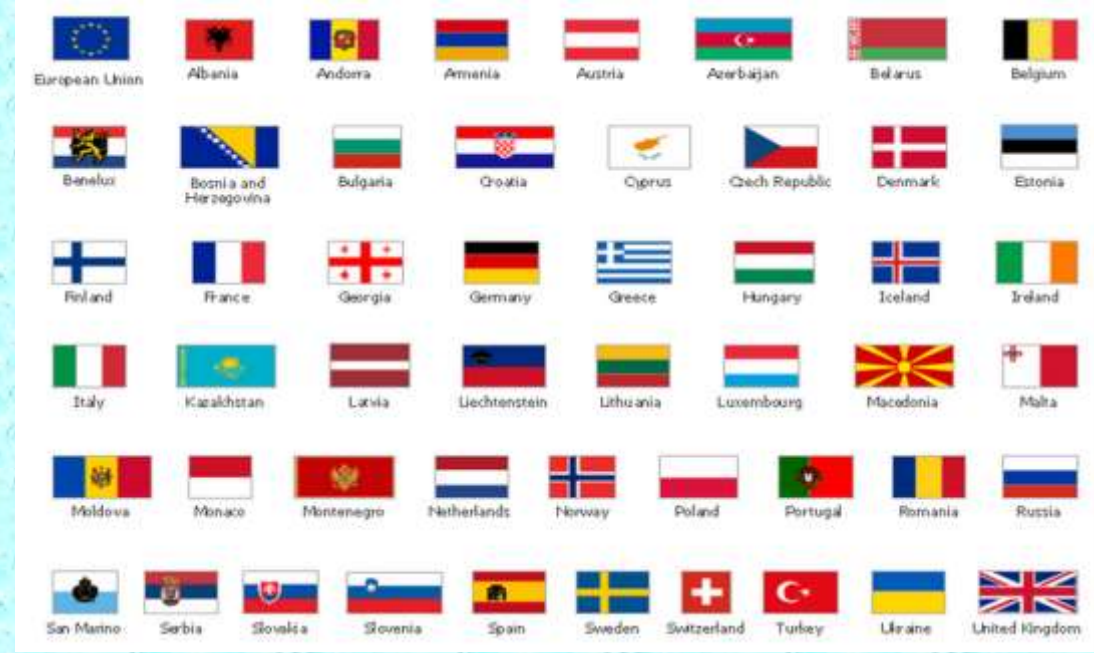 European Union Albania Andorra Armenia Austria Azerbaijan Belarus Belgium
Benelux Bosnia and Herzegovina Bulgaria Croatia Cyprus Czech Republic Denmark Estonia
Finland France Georgia Germany Greece Hungary Iceland Ireland
Italy Kazakhstan Latvia Liechtenstein Lithuania Luxembourg Macedonia Malta
Moldova Monaco Montenegro Netherlands Norway Poland Portugal Romania Russia
San Marino Serbia Slovakia Slovenia Spain Sweden Switzerland Turkey Ukraine United Kingdom